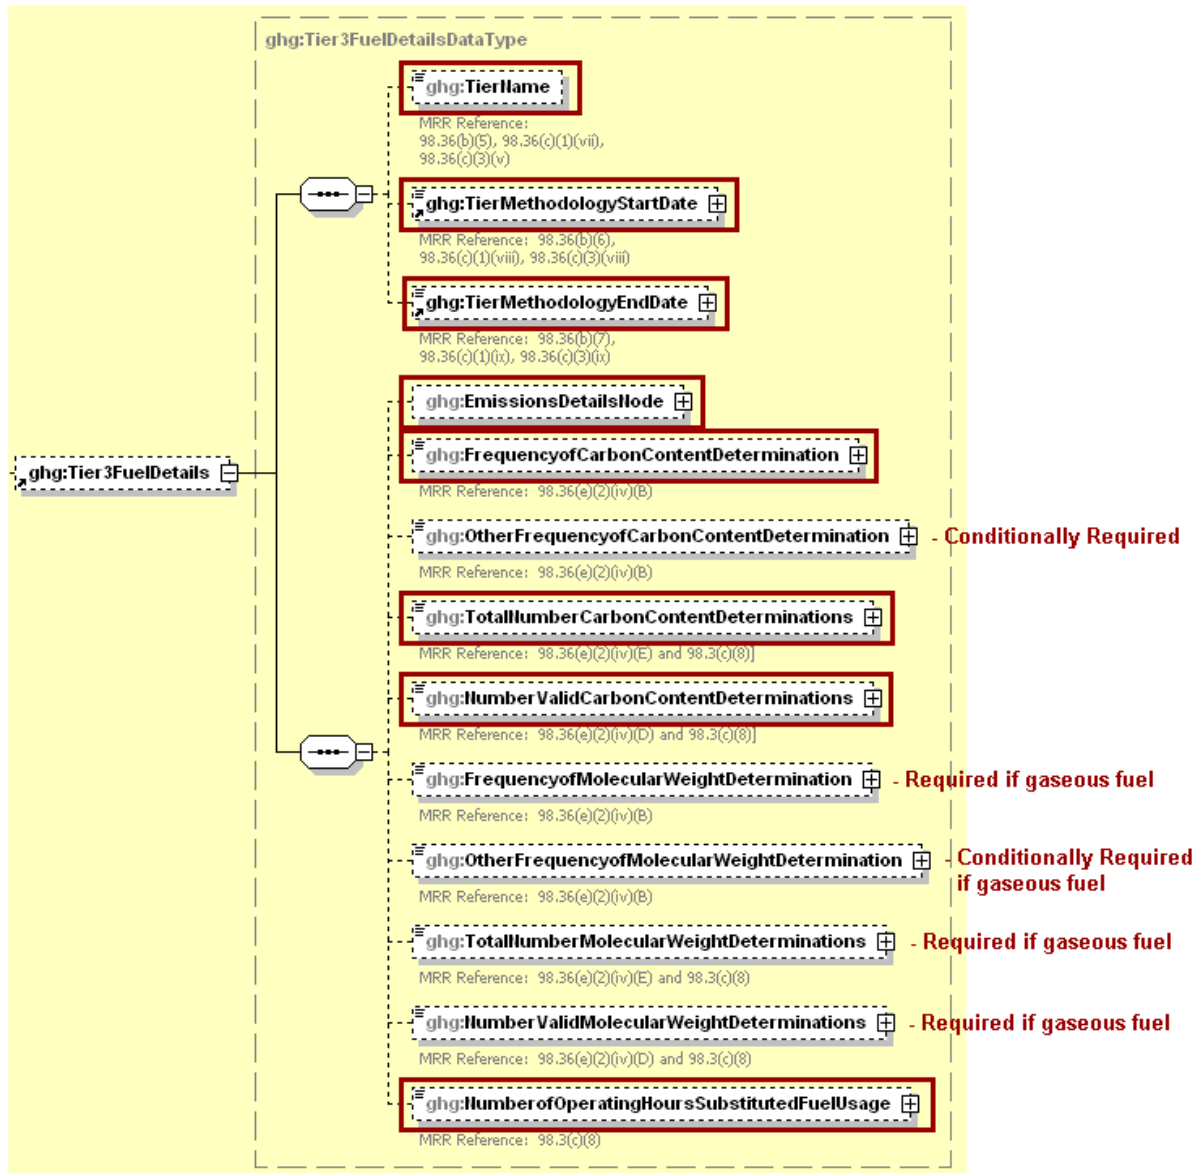 ghg:Tier3FuelDetailsDataType
ghg:TierName
MRR Reference:
98.36(b)(5), 98.36(c)(1)(vii),
98.36(c)(3)(v)
ghg:TierMethodologyStartDate
MRR Reference: 98.36(b)(6),
98.36(c)(1)(viii), 98.36(c)(3)(viii)
ghg:TierMethodologyEndDate
MRR Reference: 98.36(b)(7),
98.36(c)(1)(ix), 98.36(c)(3)(ix)
ghg:EmissionsDetailsNode
ghg:Tier3FuelDetails
ghg:FrequencyofCarbonContentDetermination
MRR Reference: 98.36(e)(2)(iv)(B)
ghg:OtherFrequencyofCarbonContentDetermination - Conditionally Required
MRR Reference: 98.36(e)(2)(iv)(B)
ghg:TotalNumberCarbonContentDeterminations
MRR Reference: 98.36(e)(2)(iv)(E) and 98.3(c)(8)]
ghg:NumberValidCarbonContentDeterminations
MRR Reference: 98.36(e)(2)(iv)(D) and 98.3(c)(8)]
ghg:FrequencyofMolecularWeightDetermination - Required if gaseous fuel
MRR Reference: 98.36(e)(2)(iv)(B)
ghg:OtherFrequencyofMolecularWeightDetermination - Conditionally Required
if gaseous fuel
MRR Reference: 98.36(e)(2)(iv)(B)
ghg:TotalNumberMolecularWeightDeterminations - Required if gaseous fuel
MRR Reference: 98.36(e)(2)(iv)(E) and 98.3(c)(8)
ghg:NumberValidMolecularWeightDeterminations - Required if gaseous fuel
MRR Reference: 98.36(e)(2)(iv)(D) and 98.3(c)(8)
ghg:NumberofOperatingHoursSubstitutedFuelUsage
MRR Reference: 98.3(c)(8)